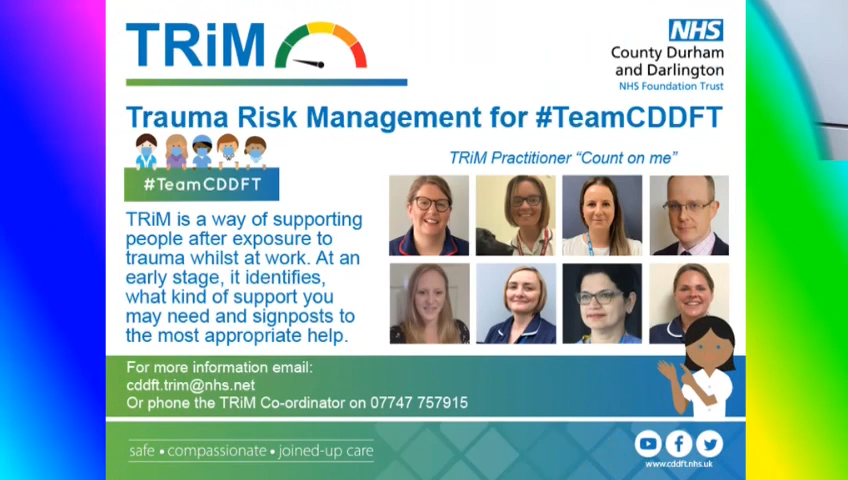 TRiM
NHS
County Durham
and Darlington
NHS Foundation Trust
Trauma Risk Management for #TeamCDDFT
#TeamCDDFT
TRiM Practitioner “Count on me”
TRiM is a way of supporting
people after exposure to
trauma whilst at work. At an
early stage, it identifies,
what kind of support you
may need and signposts to
the most appropriate help.
For more information email:
cddft.trim@nhs.net
Or phone the TRiM Co-ordinator on 07747 757915
safe • compassionate • joined-up care
www.cddft.nhs.uk